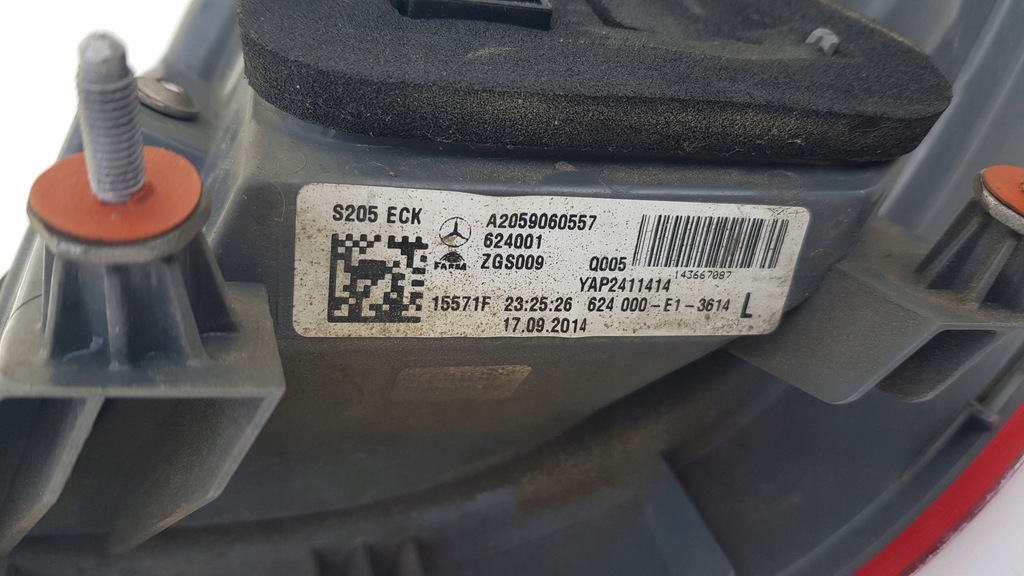 S205 ECK
A2059060557
624001
FARM
ZGS009
Q005
143667087
YAP2411414
15571F 23:25:26 624 000-E1-3614 L
17.09.2014